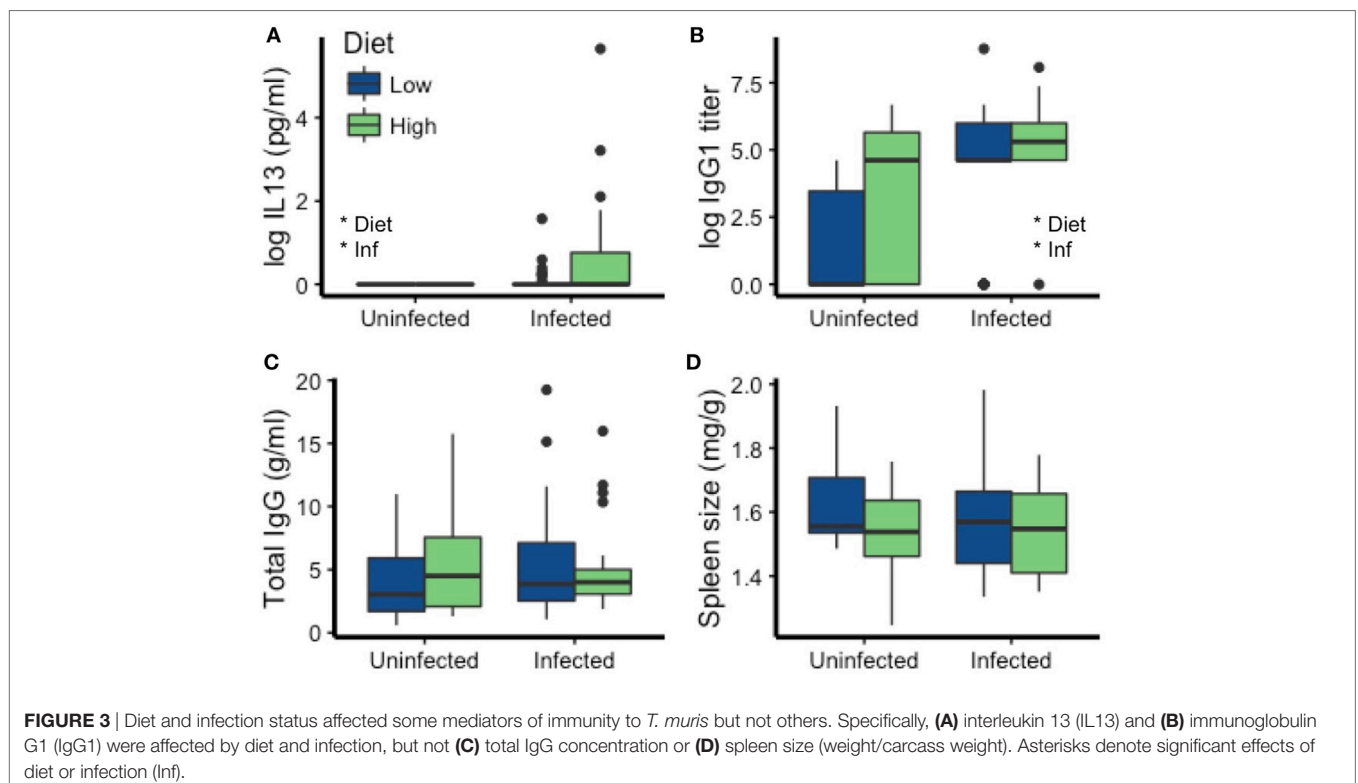 A
Diet
Low
High
log IL13 (pg/ml)
4
2
0
* Diet
* Inf
Uninfected
Infected
B
log IgG1 titer
7.5
5.0
2.5
0.0
* Diet
* Inf
Uninfected
Infected
C
Total IgG (g/ml)
20
15
10
5
0
Uninfected
Infected
D
Spleen size (mg/g)
2.0
1.8
1.6
1.4
Uninfected
Infected
FIGURE 3 | Diet and infection status affected some mediators of immunity to T. muris but not others. Specifically, (A) interleukin 13 (IL13) and (B) immunoglobulin
G1 (IgG1) were affected by diet and infection, but not (C) total IgG concentration or (D) spleen size (weight/carcass weight). Asterisks denote significant effects of
diet or infection (Inf).